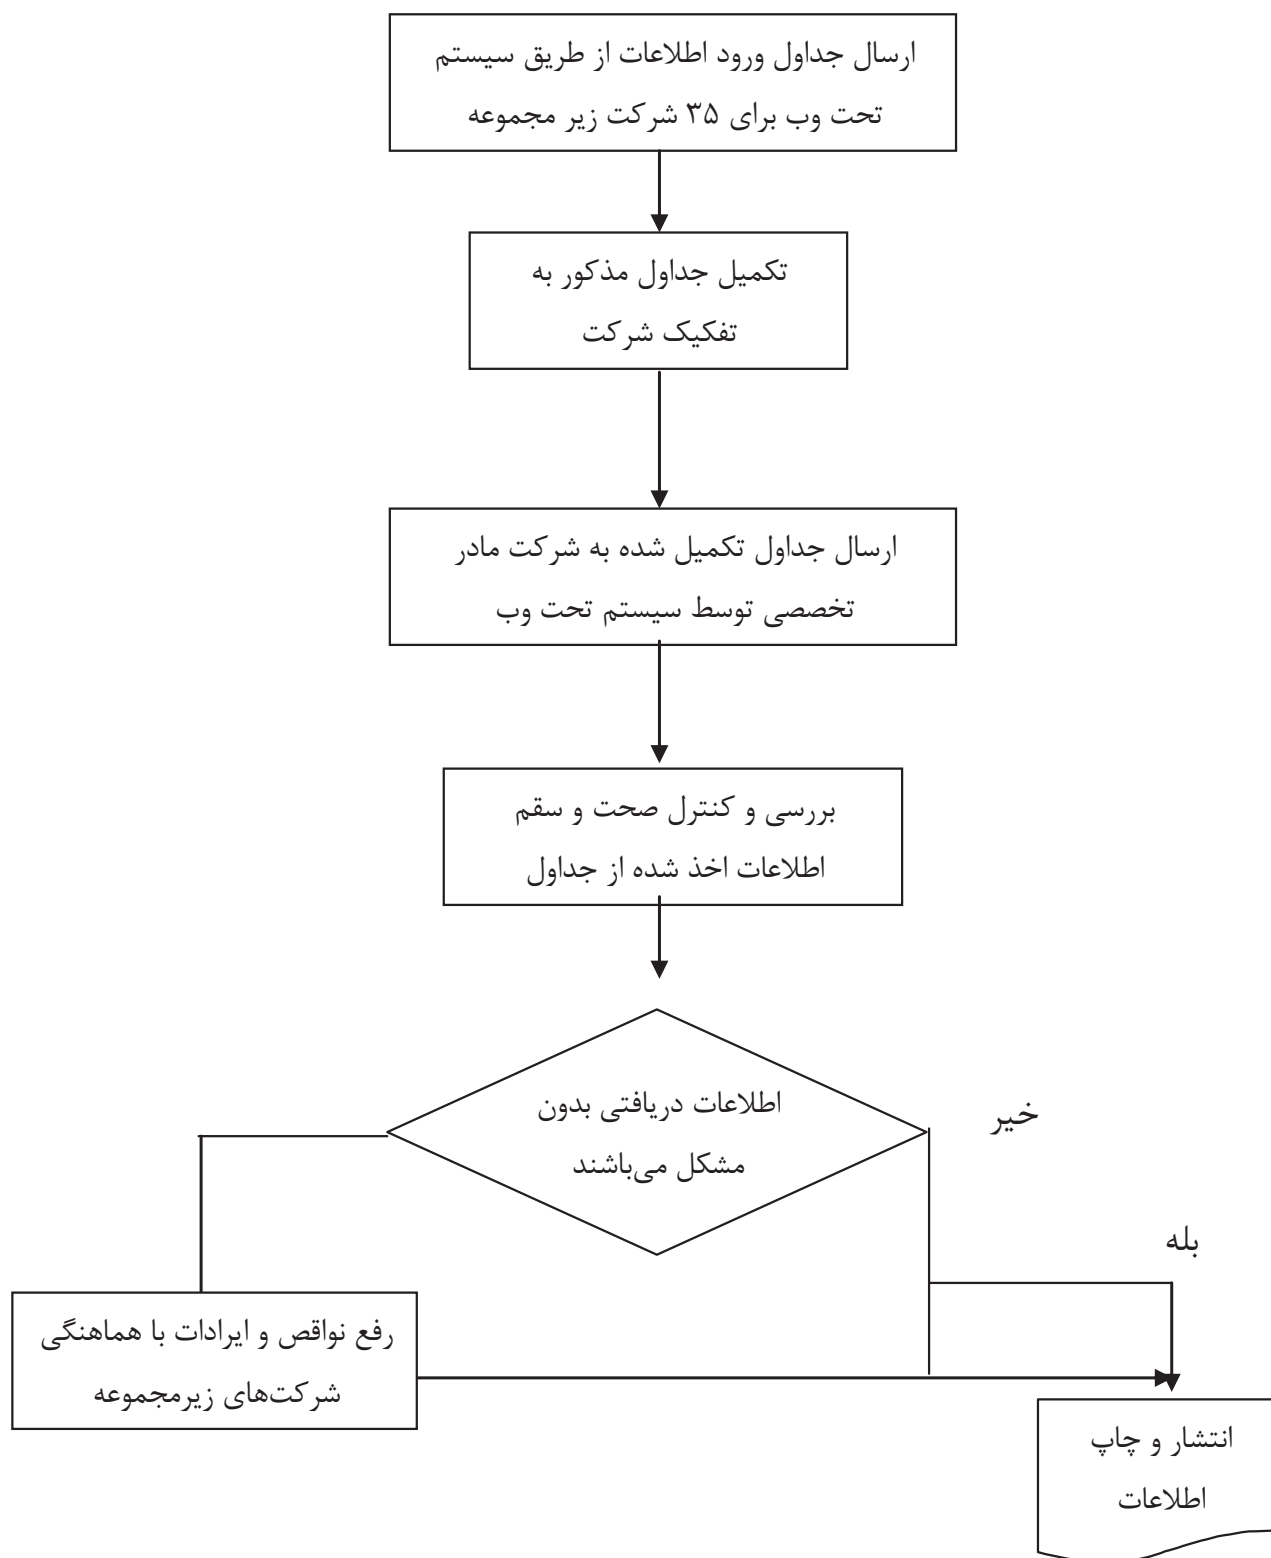 ارسال جداول ورود اطلاعات از طریق سیستم
تحت وب برای ۳۵ شرکت زیر مجموعه
تکمیل جداول مذکور به
تفکیک شرکت
ارسال جداول تکمیل شده به شرکت مادر
تخصصی توسط سیستم تحت وب
بررسی و کنترل صحت و سقم
اطلاعات اخذ شده از جداول
اطلاعات دریافتی بدون
مشکل می‌باشند
خیر
بله
رفع نواقص و ایرادات با هماهنگی
شرکت‌های زیرمجموعه
انتشار و چاپ
اطلاعات